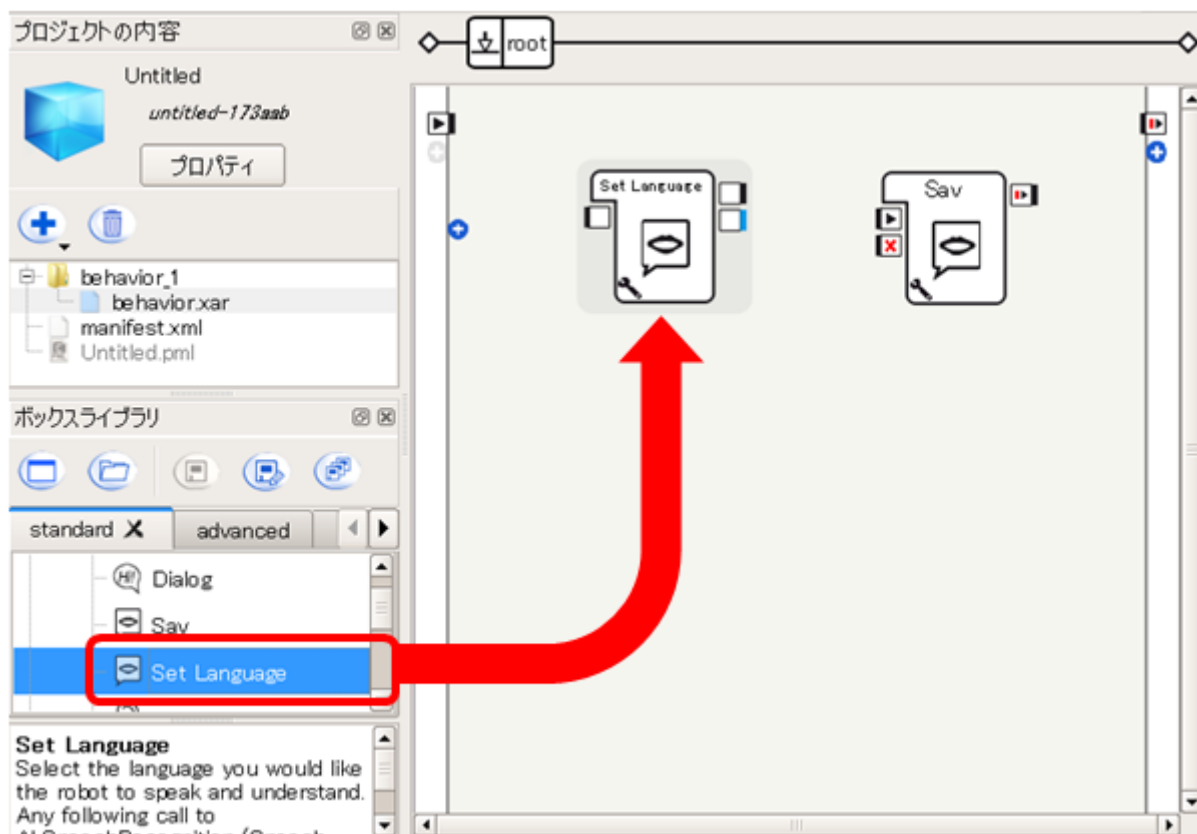 プロジェクトの内容
Untitled
untitled-173aab
プロパティ
behavior_1
behavior.xar
manifest.xml
Untitled.pml
ボックスライブラリ
standard
advanced
Dialog
Say
Set Language
Set Language
Select the language you would like
the robot to speak and understand.
Any following call to
root
Set Language
Say